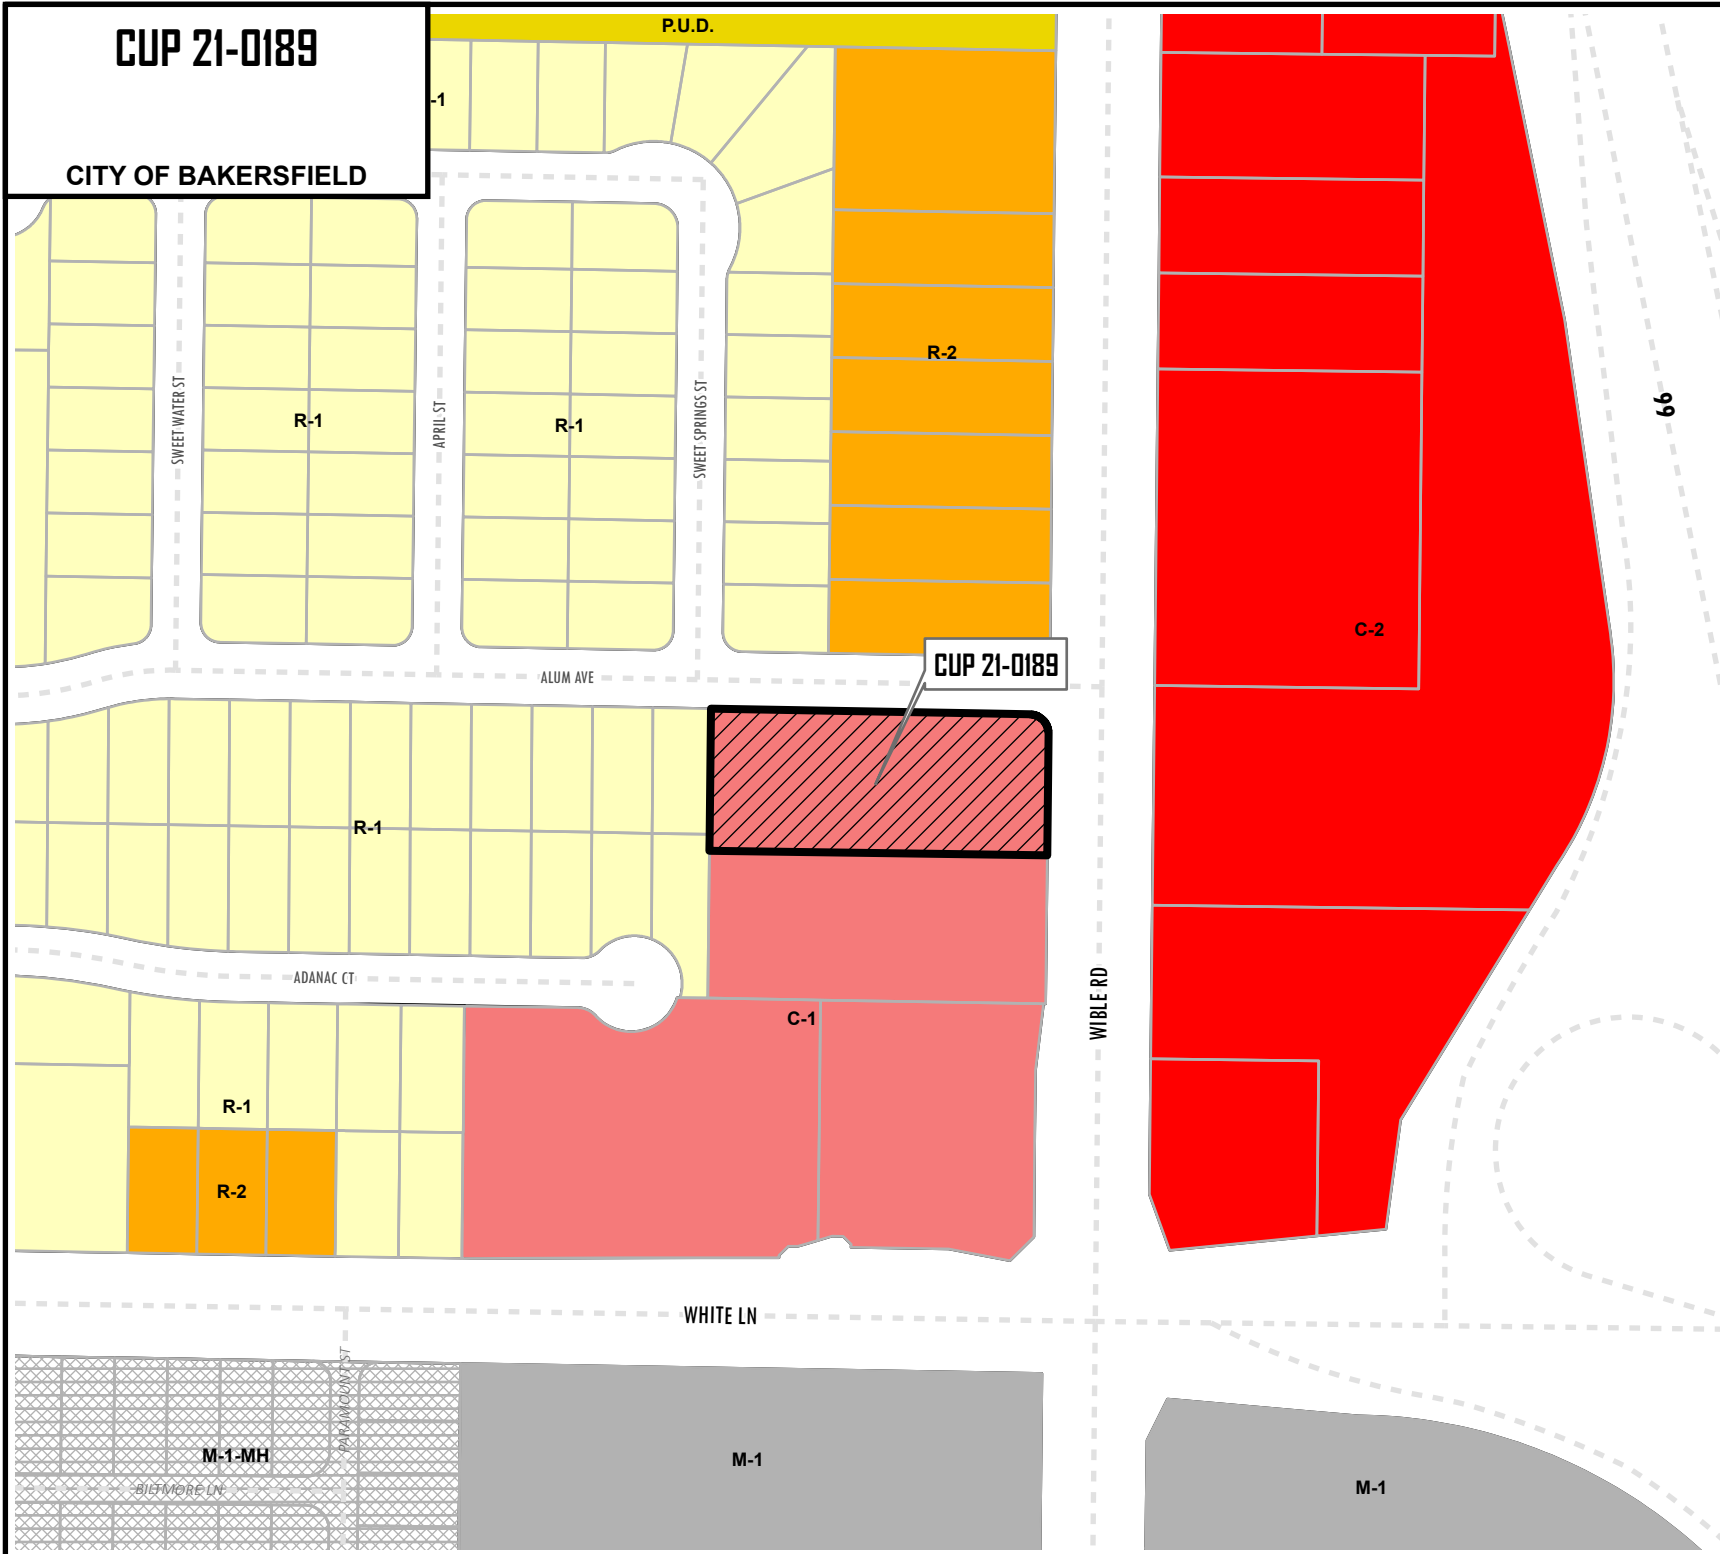 CUP 21-0189
CITY OF BAKERSFIELD
P.U.D.
-1
R-2
R-1
R-1
SWEET WATER ST
APRIL ST
SWEET SPRINGS ST
99
C-2
ALUM AVE
CUP 21-0189
R-1
ADANAC CT
C-1
WIBLE RD
R-1
R-2
WHITE LN
PARAMOUNT ST
M-1-MH
M-1
BILTMORE LN
M-1